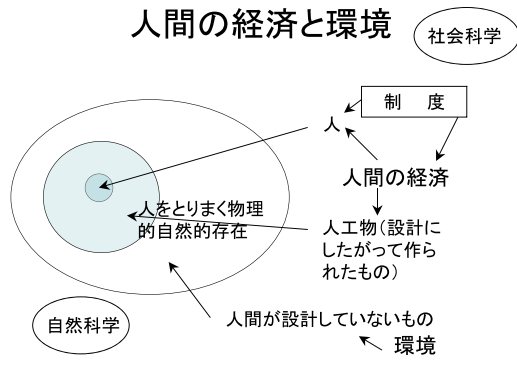 人間の経済と環境
社会科学
制　度
人
人間の経済
人をとりまく物理
的自然的存在
人工物（設計に
したがって作ら
れたもの）
人間が設計していないもの
環境
自然科学